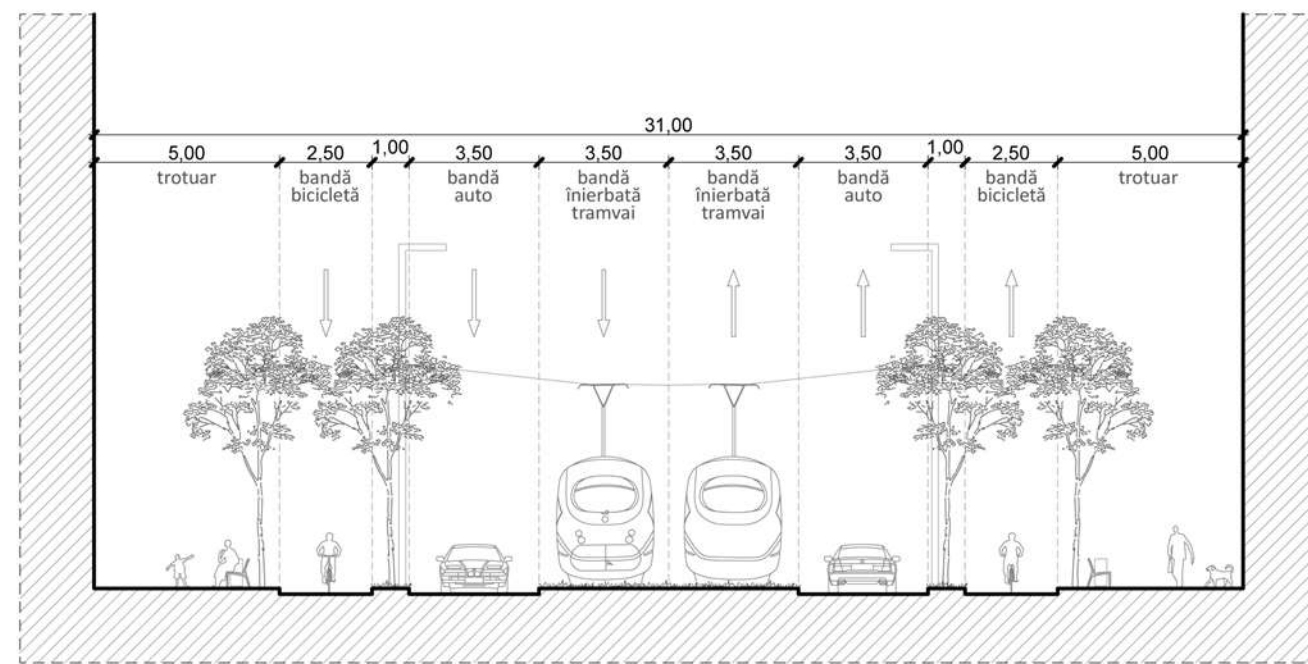 31,00
5,00 2,50 1,00 3,50 3,50 3,50 3,50 1,00 2,50 5,00
trotuar
bandă
bicicletă
bandă
auto
bandă
înierbată
tramvai
bandă
înierbată
tramvai
bandă
auto
bandă
bicicletă
trotuar